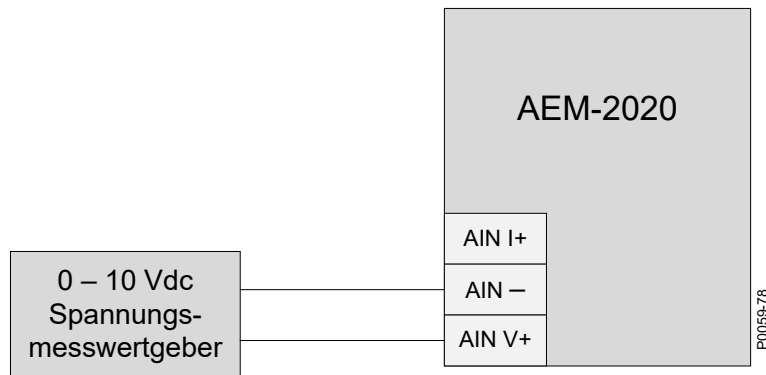 AEM-2020
AIN I+
AIN –
AIN V+
0 – 10 Vdc
Spannungs-
messwertgeber
P0059-78